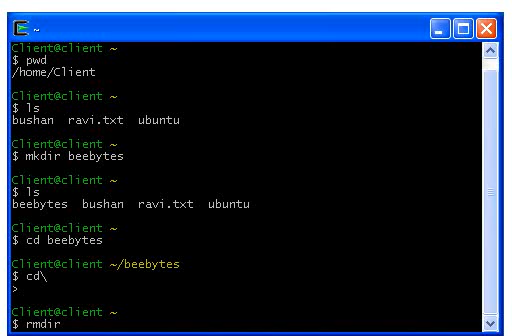 ~
Client@client ~
$ pwd
/home/Client
Client@client ~
$ ls
bushan ravi.txt ubuntu
Client@client ~
$ mkdir beebytes
Client@client ~
$ ls
beebytes bushan ravi.txt ubuntu
Client@client ~
$ cd beebytes
Client@client ~/beebytes
$ cd\
>
Client@client ~
$ rmdir